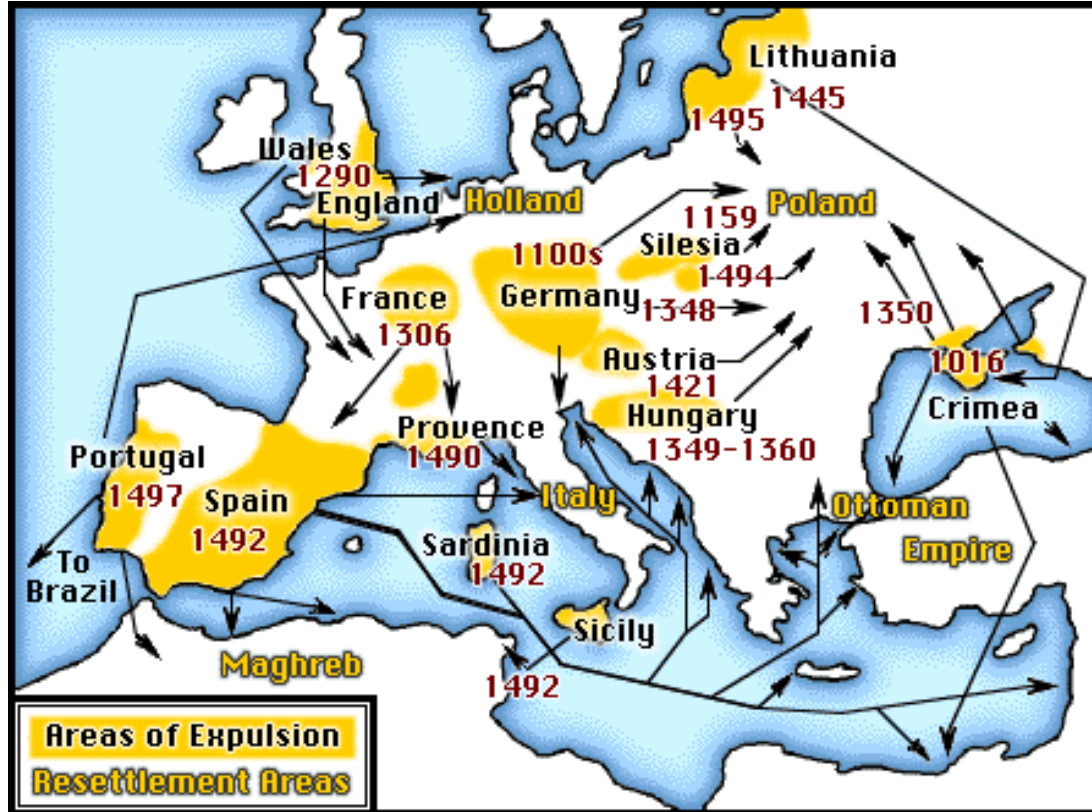 Lithuania
1445
1495
Wales
1290
England
Holland
Poland
1159
Silesia
1100s
1494
Germany
1348
France
1306
1350
Austria
1421
1016
Crimea
Hungary
1349-1360
Provence
1490
Portugal
1497
Spain
1492
Italy
Ottoman
Empire
Sardinia
1492
To
Brazil
Sicily
1492
Maghreb
Areas of Expulsion
Resettlement Areas